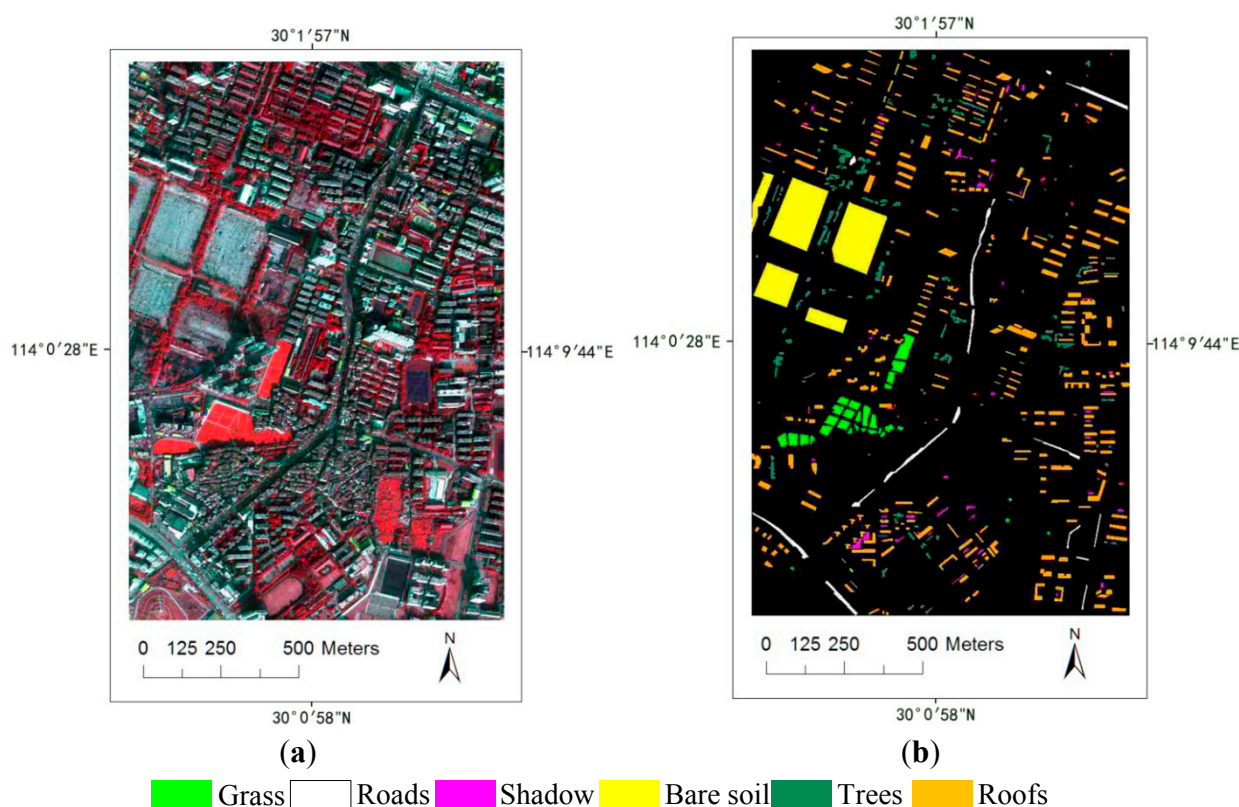 30°1′57"N
30°1′57"N
114°0′28"E
114°9′44"E
114°0′28"E
114°9′44"E
0 125 250 500 Meters
N
0 125 250 500 Meters
N
30°0′58"N
30°0′58"N
(a)
(b)
Grass Roads Shadow Bare soil Trees Roofs